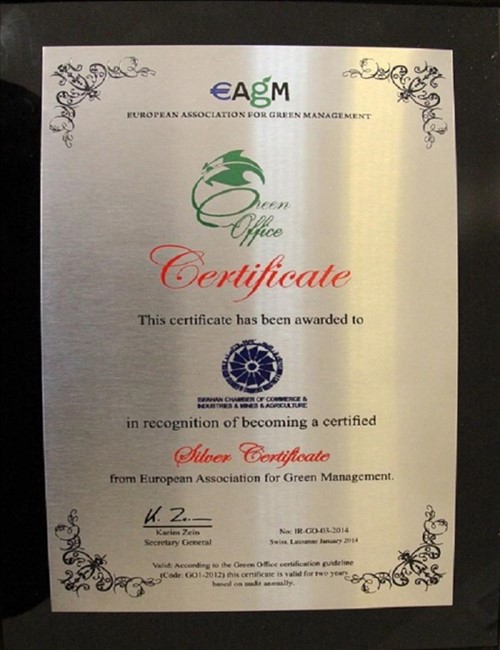 €AgM
EUROPEAN ASSOCIATION FOR GREEN MANAGEMENT
Green
Office
Certificate
This certificate has been awarded to
ISFAHAN CHAMBER OF COMMERCE &
INDUSTRIES & MINES & AGRICULTURE
in recognition of becoming a certified
Silver Certificate
from European Association for Green Management.
Karim Zein
Secretary General
No: IR-GO-03-2014
Swiss, Lausanne January 2014
Valid: According to the Green Office certification guideline
(Code: GO1-2012) this certificate is valid for two years
based on audit annually.